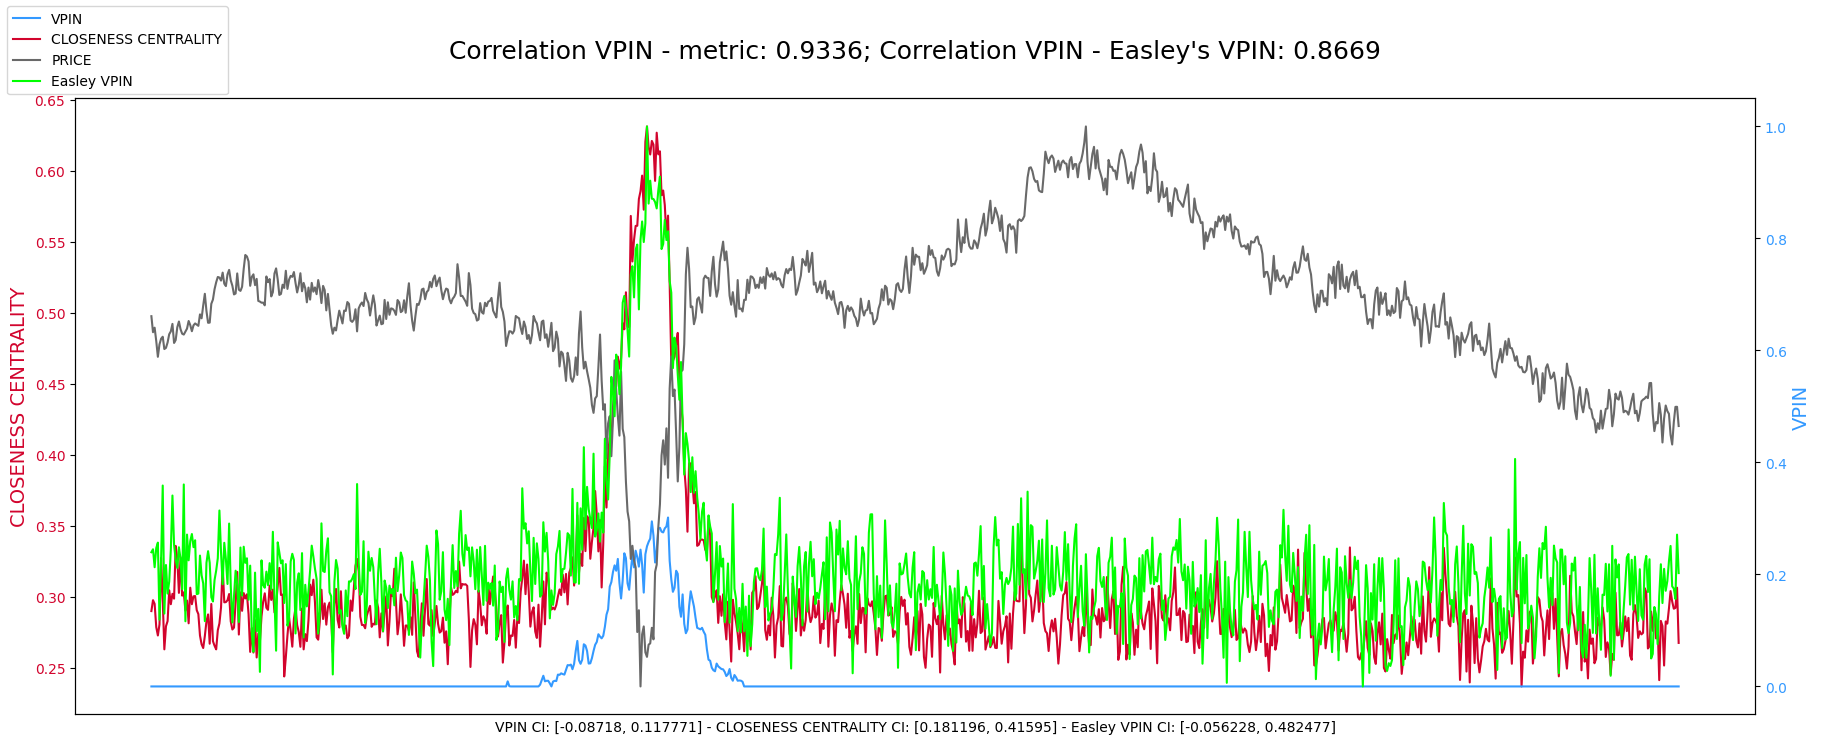 VPIN
CLOSENESS CENTRALITY
PRICE
Easley VPIN
Correlation VPIN - metric: 0.9336; Correlation VPIN - Easley's VPIN: 0.8669
CLOSENESS CENTRALITY
0.65
0.60
0.55
0.50
0.45
0.40
0.35
0.30
0.25
1.0
0.8
0.6
0.4
0.2
0.0
VPIN
VPIN CI: [-0.08718, 0.117771] - CLOSENESS CENTRALITY CI: [0.181196, 0.41595] - Easley VPIN CI: [-0.056228, 0.482477]